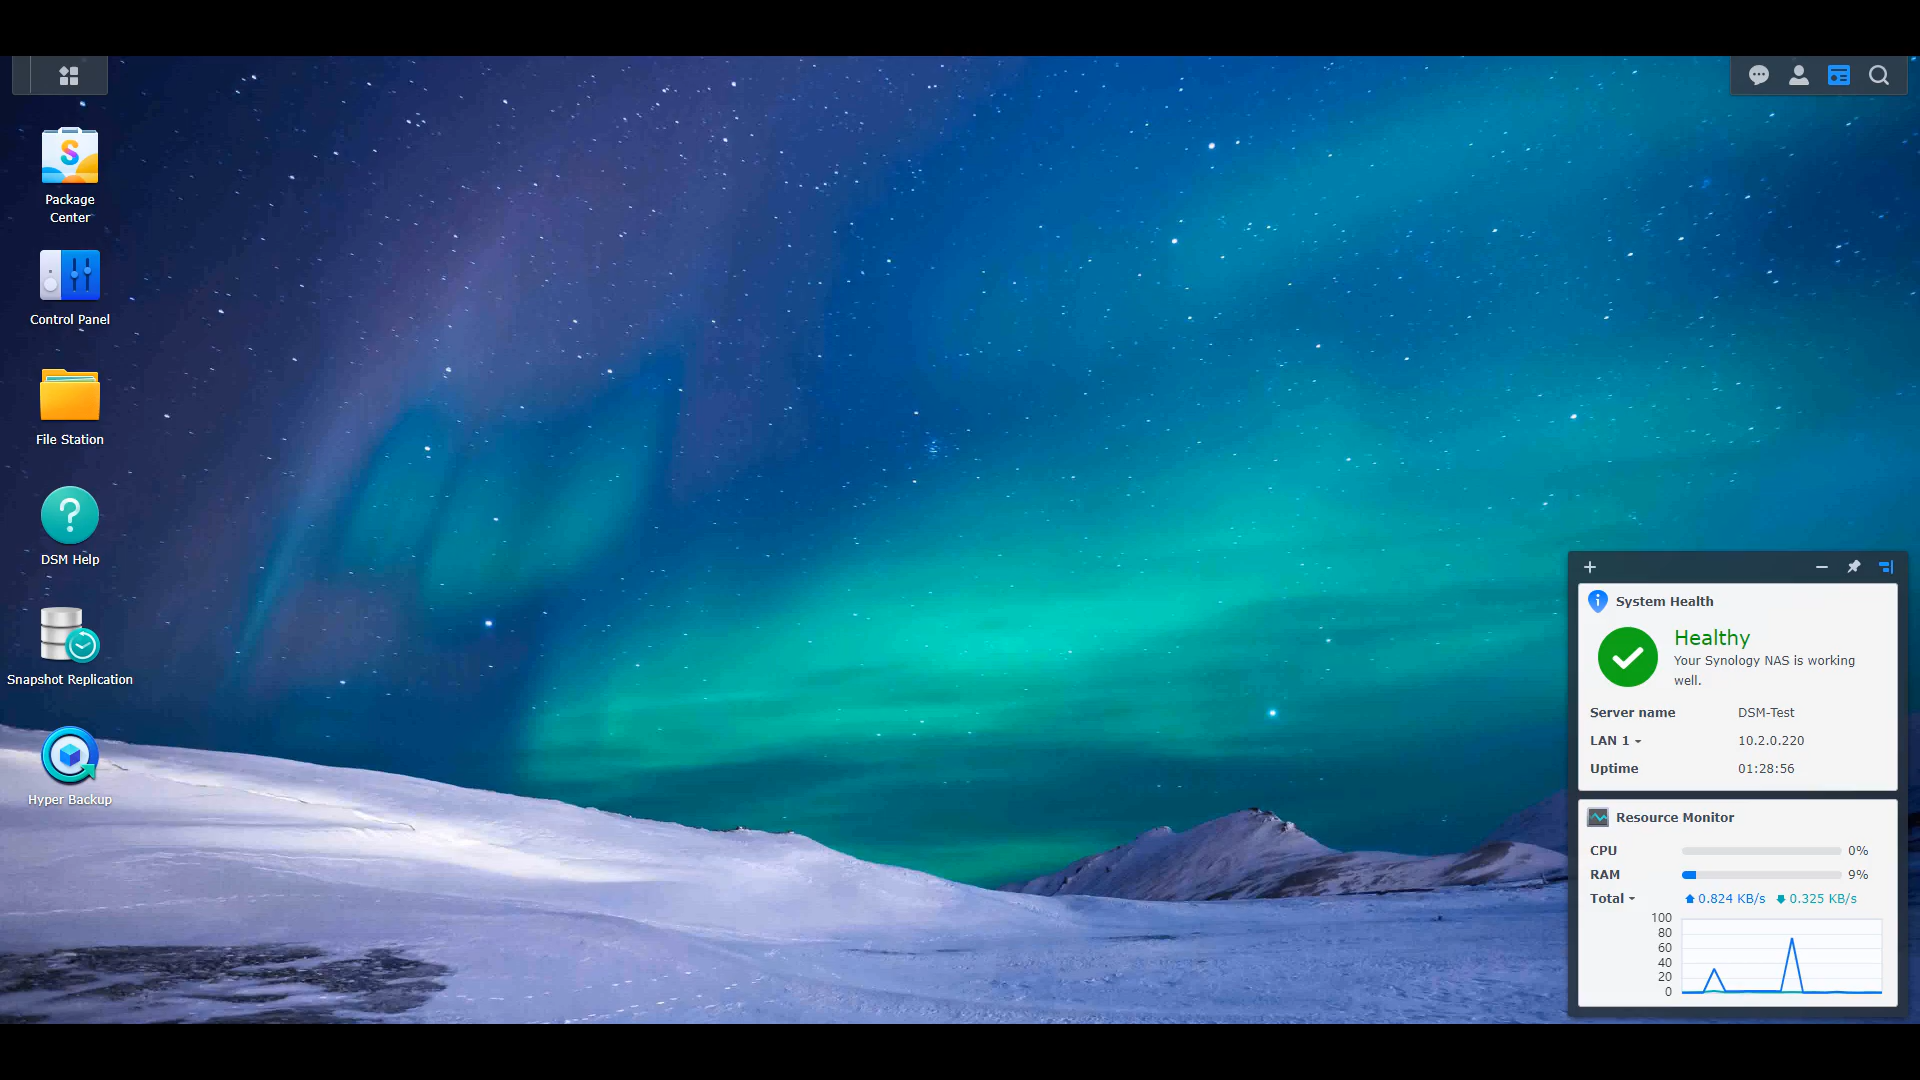 Package
Center
Control Panel
File Station
DSM Help
Snapshot Replication
Hyper Backup
System Health
Healthy
Your Synology NAS is working
well.
Server name DSM-Test
LAN 1 10.2.0.220
Uptime 01:28:56
Resource Monitor
CPU 0%
RAM 9%
Total 0.824 KB/s 0.325 KB/s
100
80
60
40
20
0